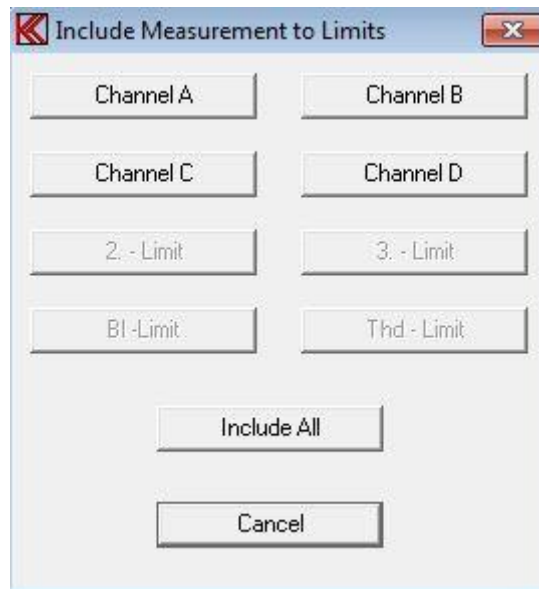 Include Measurement to Limits
Channel A
Channel B
Channel C
Channel D
2. - Limit
3. - Limit
Bl -Limit
Thd - Limit
Include All
Cancel